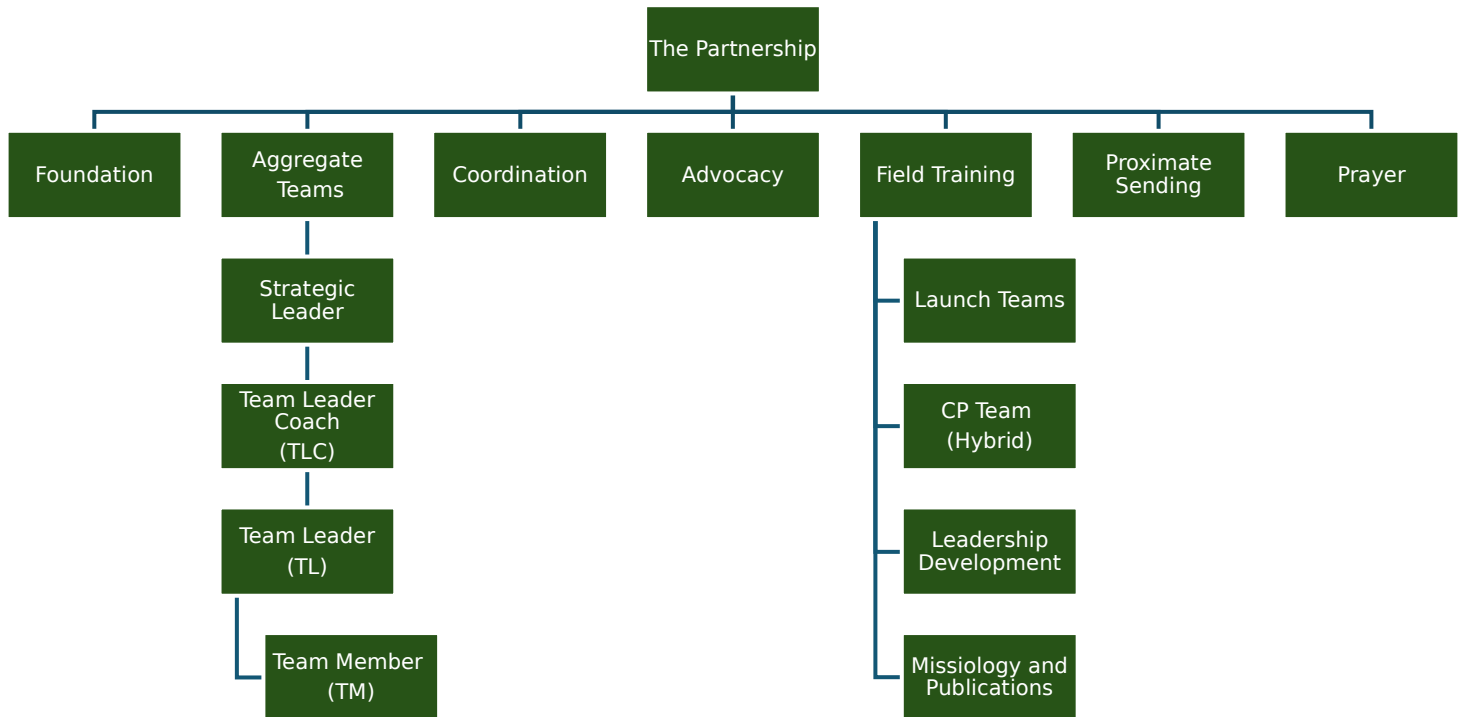 The Partnership
Foundation
Aggregate
Teams
Coordination
Advocacy
Field Training
Proximate
Sending
Prayer
Strategic
Leader
Team Leader
Coach
(TLC)
Team Leader
(TL)
Team Member
(TM)
Launch Teams
CP Team
(Hybrid)
Leadership
Development
Missiology and
Publications